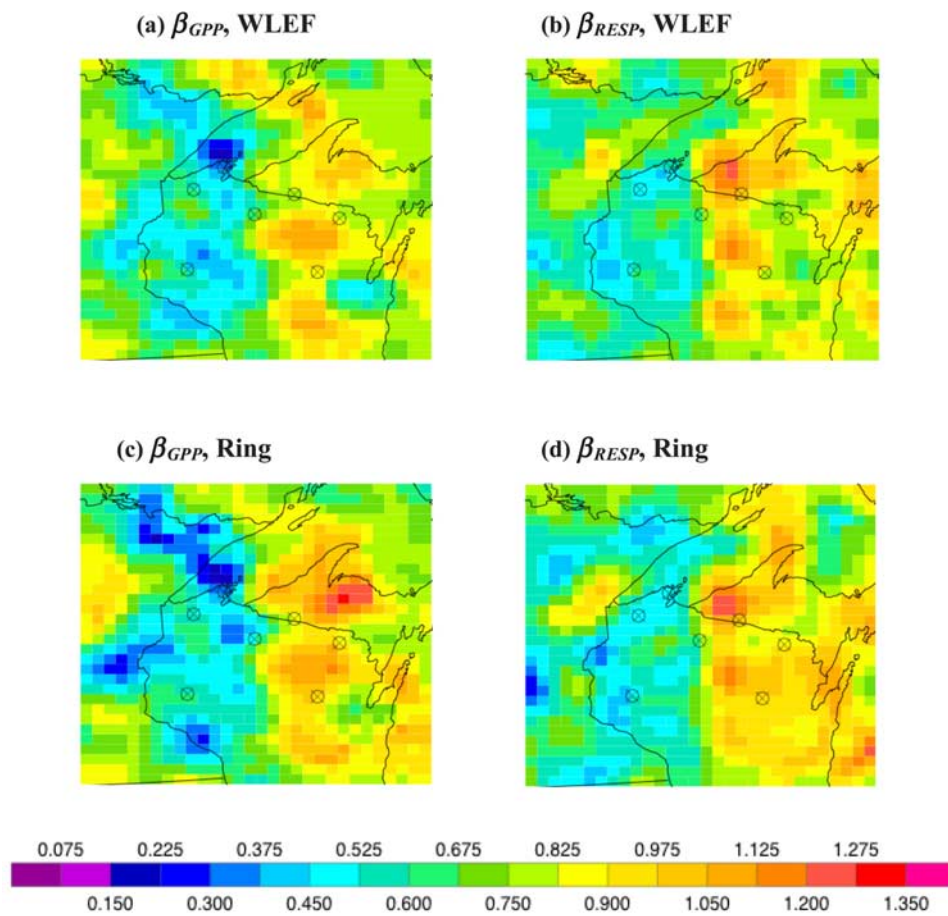 (a) βGPP, WLEF
(b) βRESP, WLEF
(c) βGPP, Ring
(d) βRESP, Ring
0.075 0.225 0.375 0.525 0.675 0.825 0.975 1.125 1.275
0.150 0.300 0.450 0.600 0.750 0.900 1.050 1.200 1.350